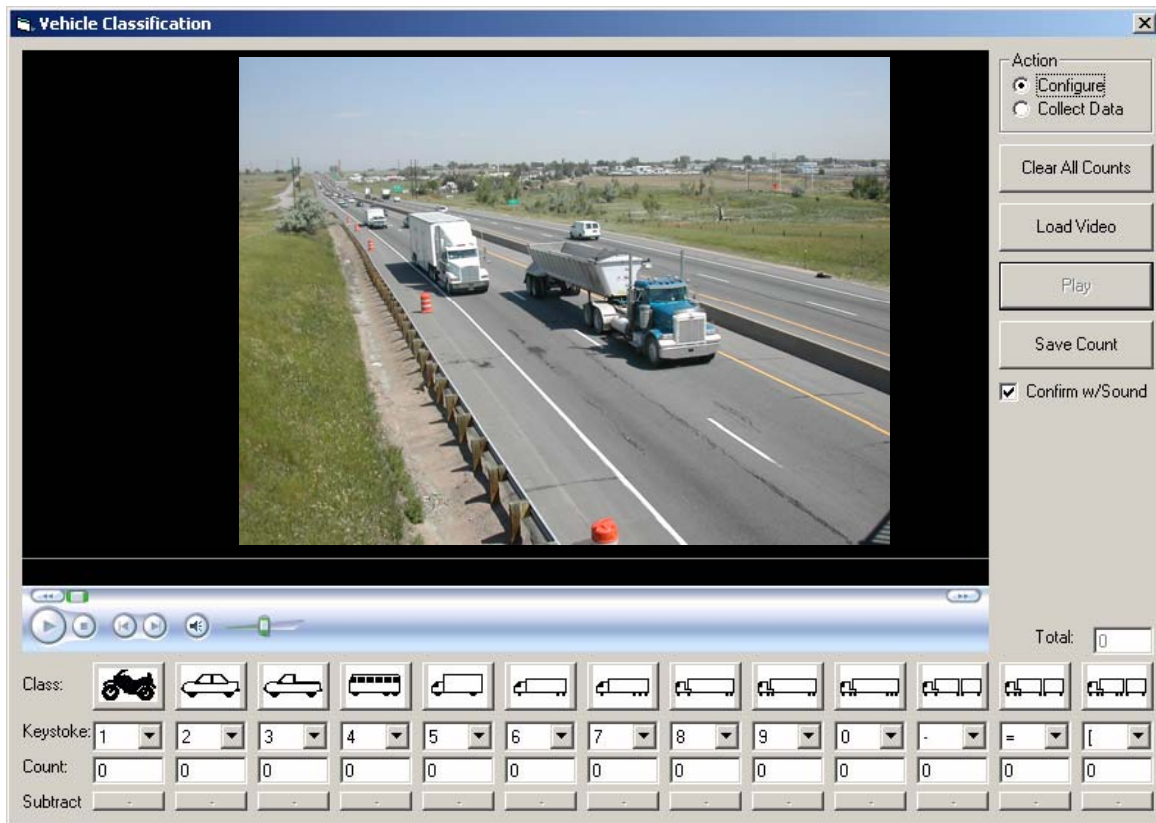 Vehicle Classification
Action
Configure
Collect Data
Clear All Counts
Load Video
Play
Save Count
Confirm w/Sound
Total: 0
Class:
Keystoke: 1 2 3 4 5 6 7 8 9 0 - = [
Count: 0 0 0 0 0 0 0 0 0 0 0 0 0
Subtract - - - - - - - - - - - - -